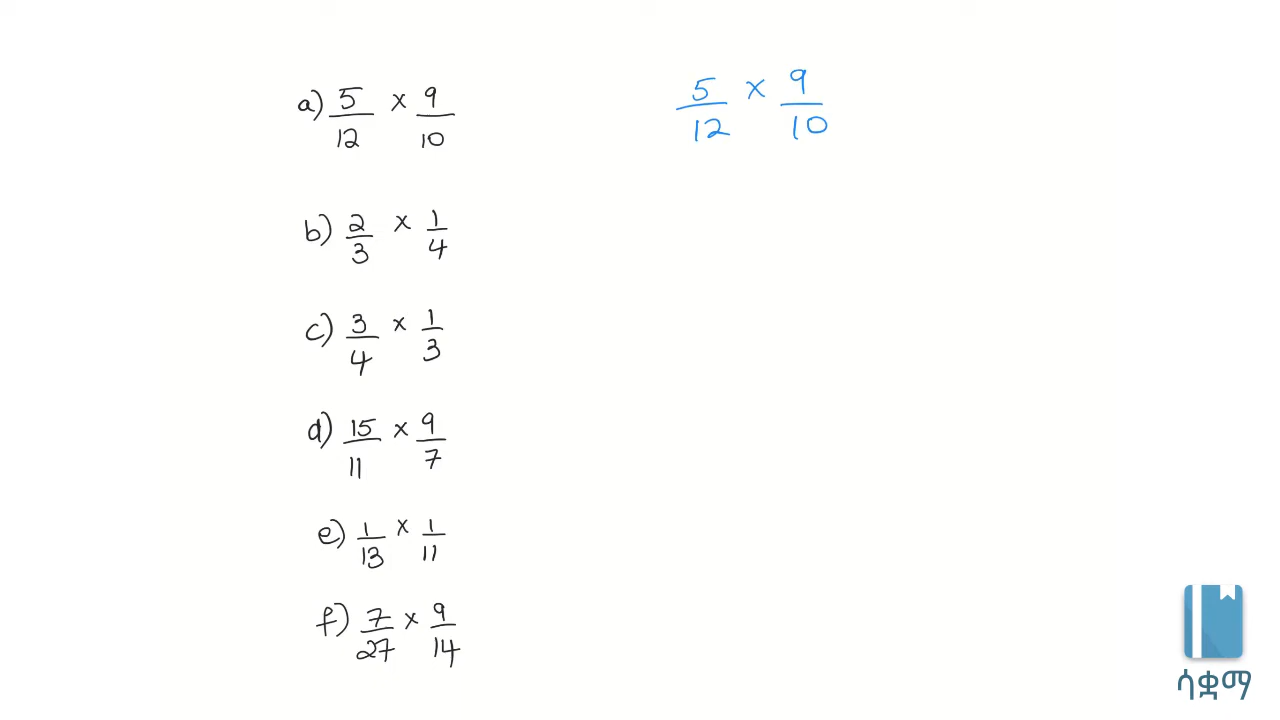 a) 5/12 × 9/10
5/12 × 9/10
b) 2/3 × 1/4
c) 3/4 × 1/3
d) 15/11 × 9/7
e) 1/13 × 1/11
f) 7/27 × 9/14
ሳቋማ